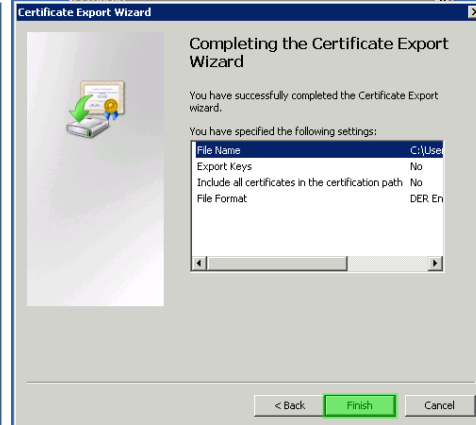 Certificate Export Wizard
Completing the Certificate Export
Wizard
You have successfully completed the Certificate Export
wizard.
You have specified the following settings:
File Name C:\User
Export Keys No
Include all certificates in the certification path No
File Format DER En
< Back Finish Cancel